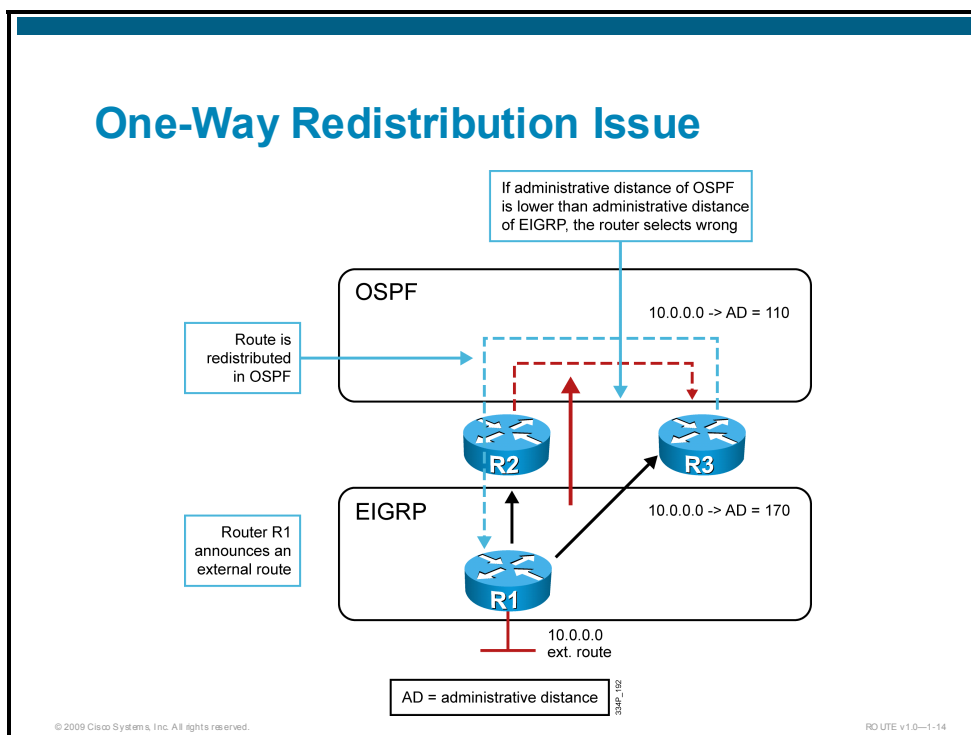 One-Way Redistribution Issue
If administrative distance of OSPF
is lower than administrative distance
of EIGRP, the router selects wrong
OSPF
10.0.0.0 -> AD = 110
Route is
redistributed
in OSPF
R2
R3
EIGRP
10.0.0.0 -> AD = 170
Router R1
announces an
external route
R1
10.0.0.0
ext. route
AD = administrative distance
334P_192
© 2009 Cisco Systems, Inc. All rights reserved.
ROUTE v1.0—1-14